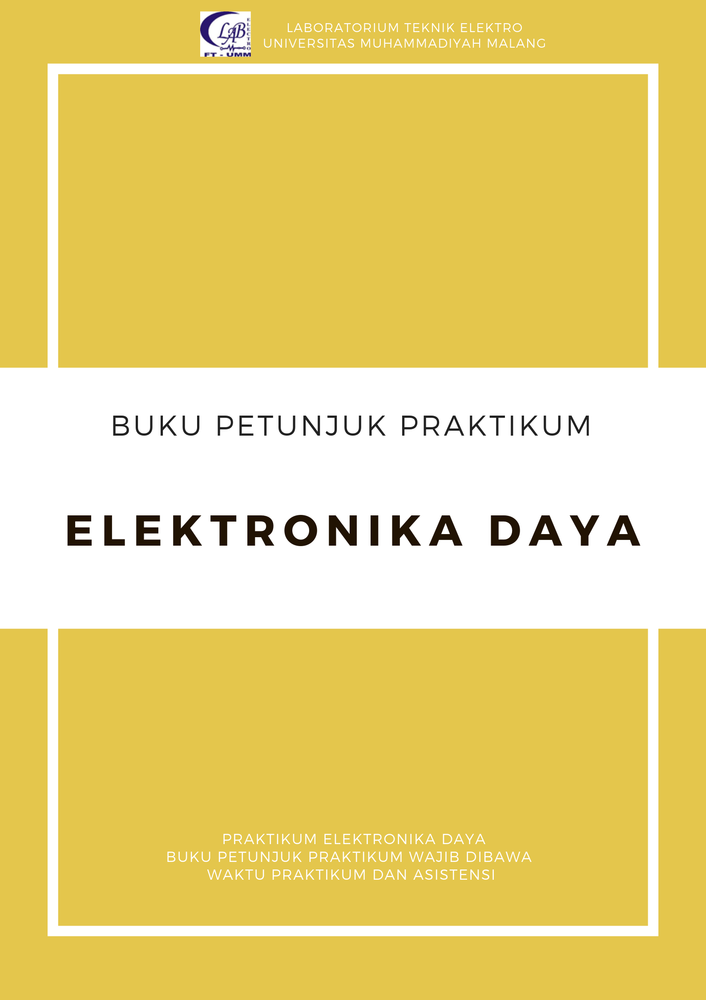 LAB
ELECTRO
FT - UMM
LABORATORIUM TEKNIK ELEKTRO
UNIVERSITAS MUHAMMADIYAH MALANG
BUKU PETUNJUK PRAKTIKUM
ELEKTRONIKA DAYA
PRAKTIKUM ELEKTRONIKA DAYA
BUKU PETUNJUK PRAKTIKUM WAJIB DIBAWA
WAKTU PRAKTIKUM DAN ASISTENSI